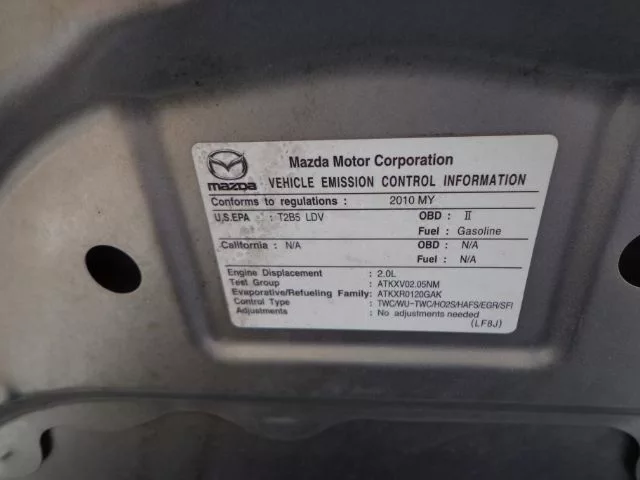 Mazda Motor Corporation
mazda VEHICLE EMISSION CONTROL INFORMATION
Conforms to regulations : 2010 MY
U.S.EPA : T2B5 LDV OBD : II
Fuel : Gasoline
California : N/A OBD : N/A
Fuel : N/A
Engine Displacement : 2.0L
Test Group : ATKXV02.05NM
Evaporative/Refueling Family: ATKXR0120GAK
Control Type : TWC/WU-TWC/HO2S/HAFS/EGR/SFI
Adjustments : No adjustments needed
(LF8J)